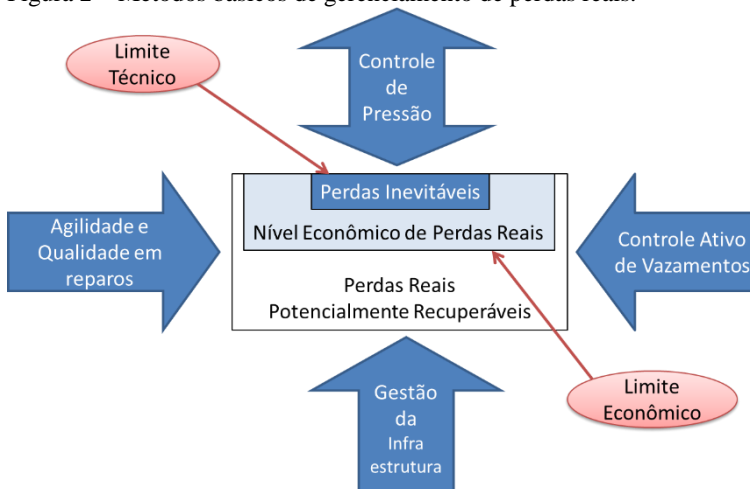 Figura 2 – Métodos básicos de gerenciamento de perdas reais.
Limite
Técnico
Controle
de
Pressão
Perdas Inevitáveis
Nível Econômico de Perdas Reais
Perdas Reais
Potencialmente Recuperáveis
Agilidade e
Qualidade em
reparos
Controle Ativo
de Vazamentos
Gestão
da
Infra
estrutura
Limite
Econômico